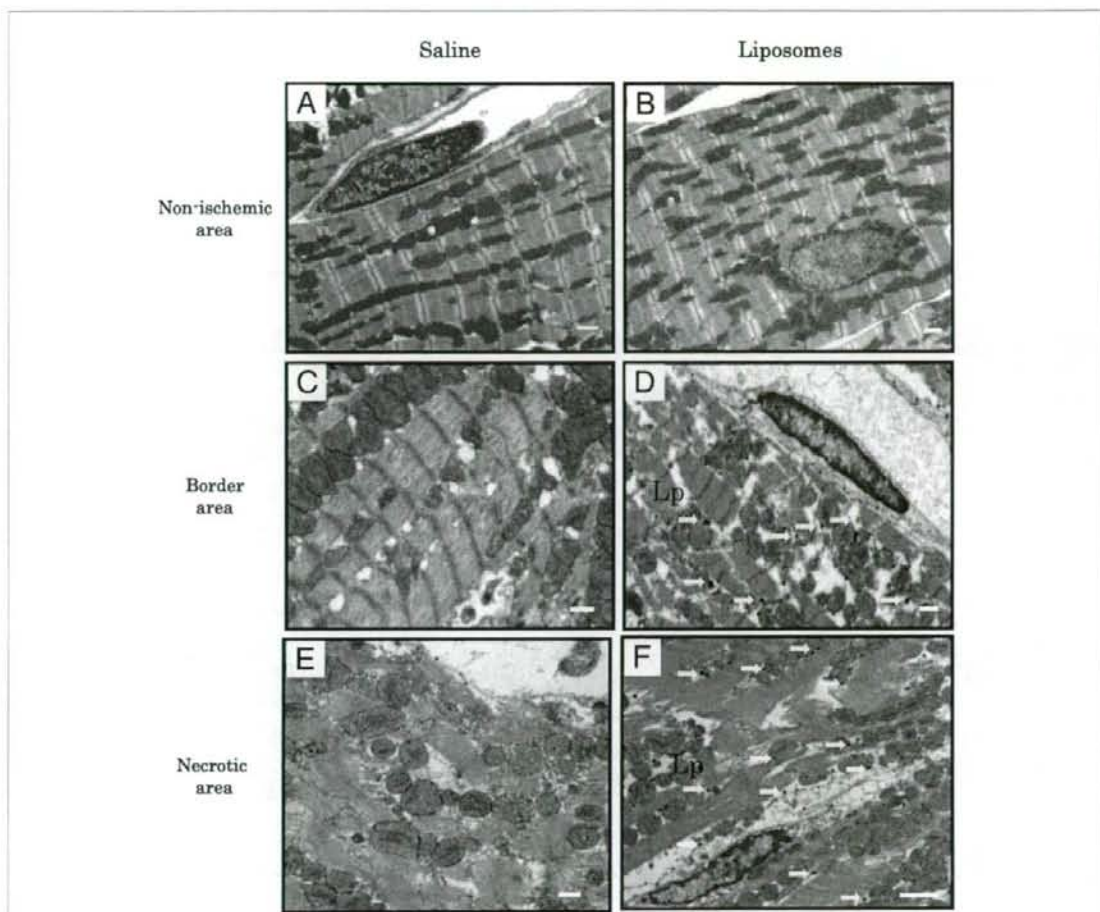 Saline
Liposomes
A
B
Non-ischemic
area
C
D
Border
area
Lp
E
F
Necrotic
area
Lp